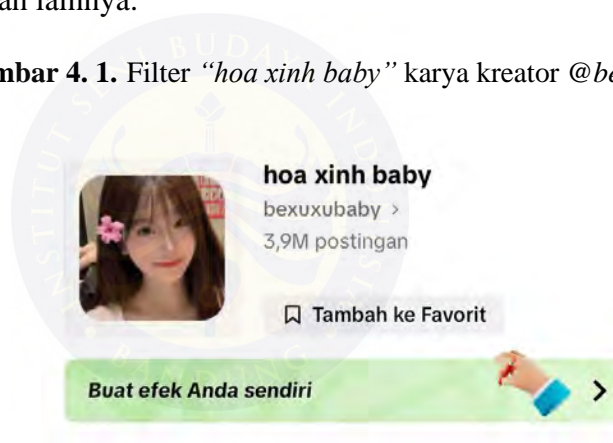 mbar 4. 1. Filter “hoa xinh baby” karya kreator @be
hoa xinh baby
bexuxubaby >
3,9M postingan
Tambah ke Favorit
Buat efek Anda sendiri >